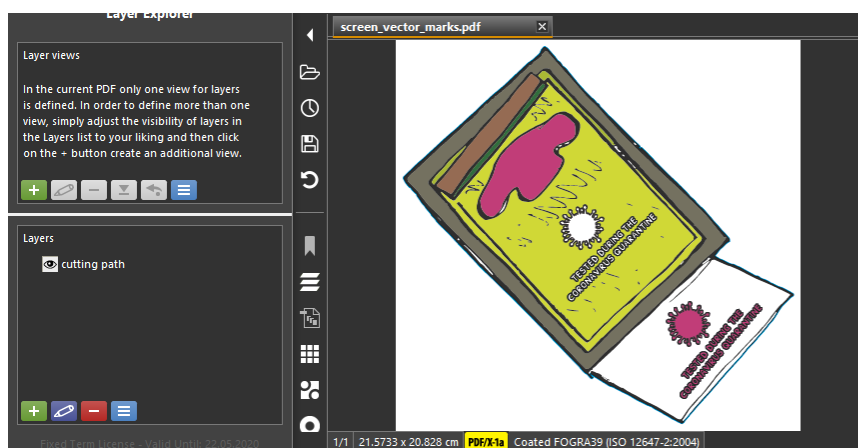 Layer Explorer
Layer views
In the current PDF only one view for layers
is defined. In order to define more than one
view, simply adjust the visibility of layers in
the Layers list to your liking and then click
on the + button create an additional view.
Layers
cutting path
Fixed Term License - Valid Until: 22.05.2020
screen_vector_marks.pdf
TESTED DURING THE
CORONAVIRUS QUARANTINE
TESTED DURING THE
CORONAVIRUS QUARANTINE
1/1 21.5733 x 20.828 cm PDF/X-1a Coated FOGRA39 (ISO 12647-2:2004)